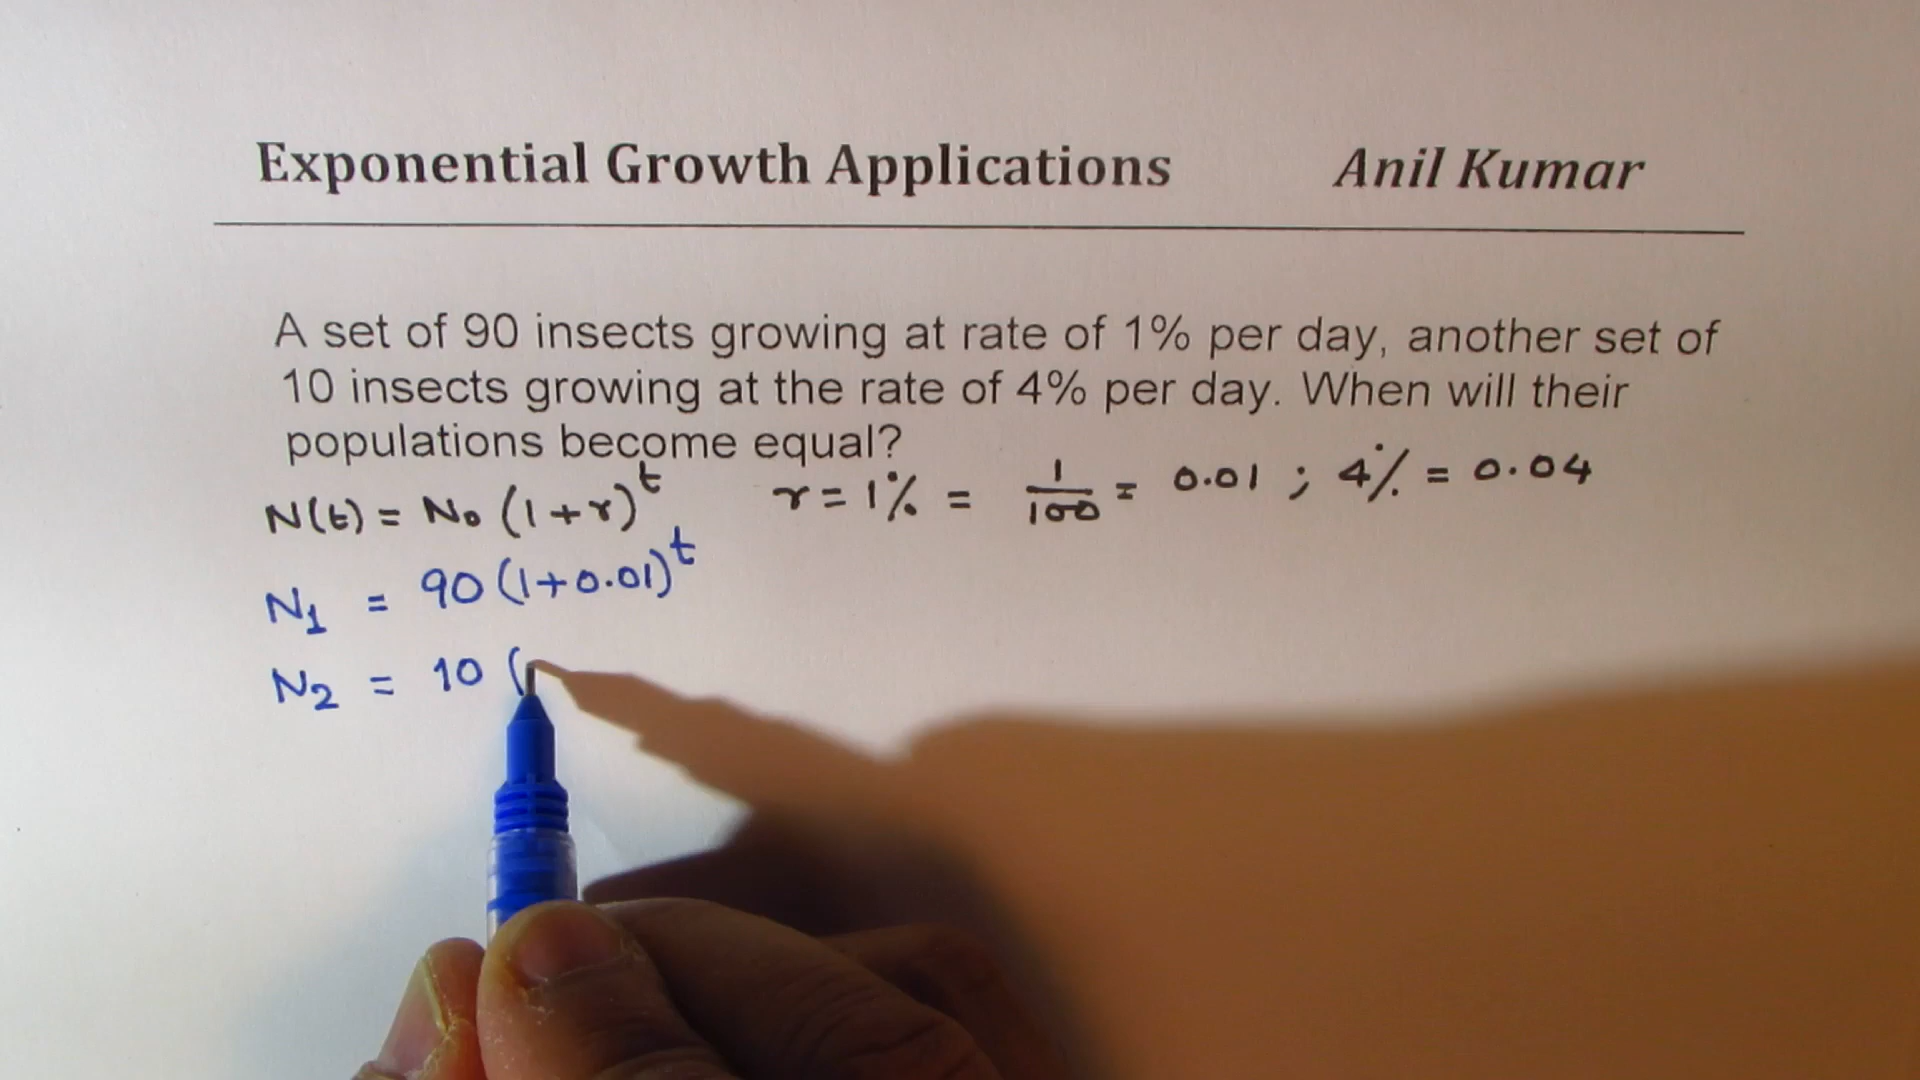 Exponential Growth Applications Anil Kumar
A set of 90 insects growing at rate of 1% per day, another set of
10 insects growing at the rate of 4% per day. When will their
populations become equal?
N(t) = N₀ (1+r)ᵗ r = 1% = 1/100 = 0.01 ; 4% = 0.04
N₁ = 90 (1+0.01)ᵗ
N₂ = 10 (